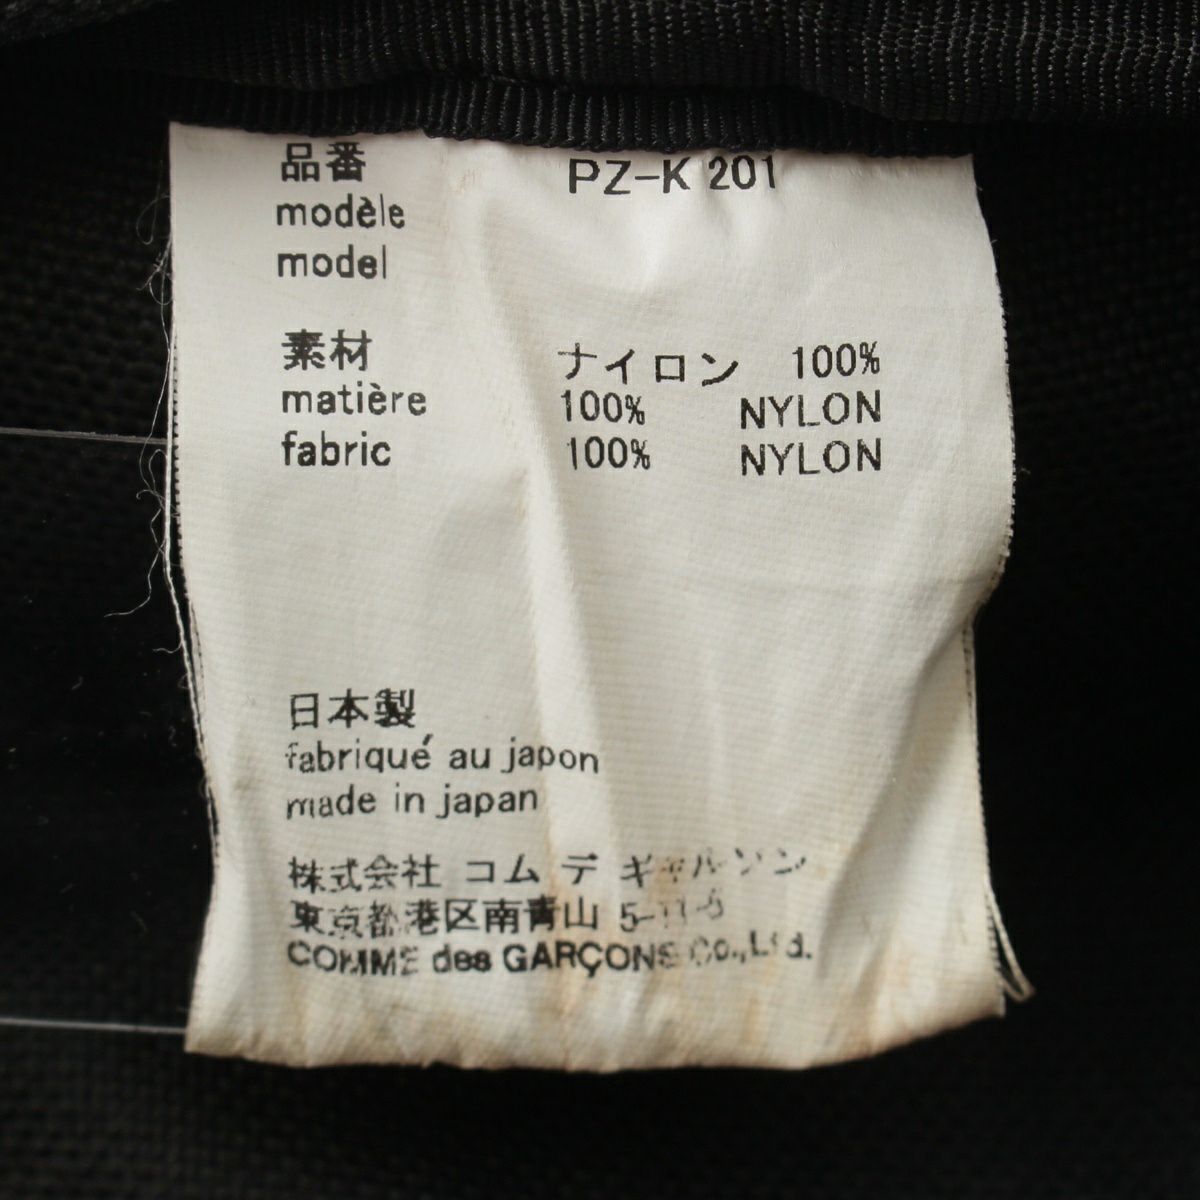 品番 PZ-K 201
modèle
model
素材 ナイロン 100%
matière 100% NYLON
fabric 100% NYLON
日本製
fabriqué au japon
made in japan
株式会社 コム デ ギャルソン
東京都港区南青山 5-11-5
COMME des GARÇONS Co.,Ltd.